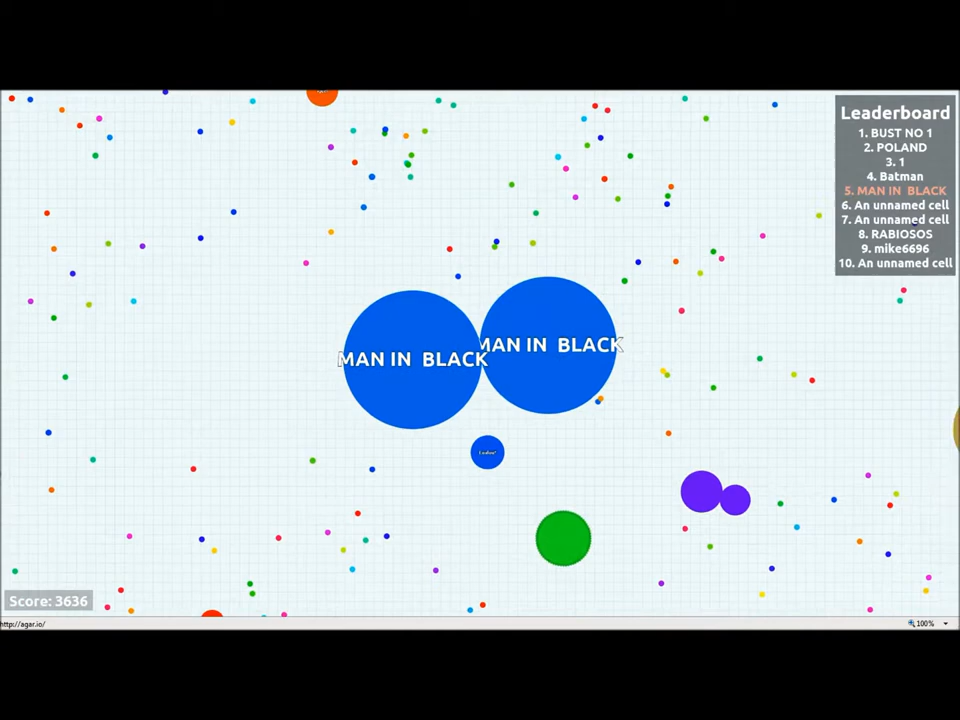 Leaderboard
1. BUST NO 1
2. POLAND
3. 1
4. Batman
5. MAN IN BLACK
6. An unnamed cell
7. An unnamed cell
8. RABIOSOS
9. mike6696
10. An unnamed cell
MAN IN BLACK
MAN IN BLACK
Score: 3636
http://agar.io/
100%